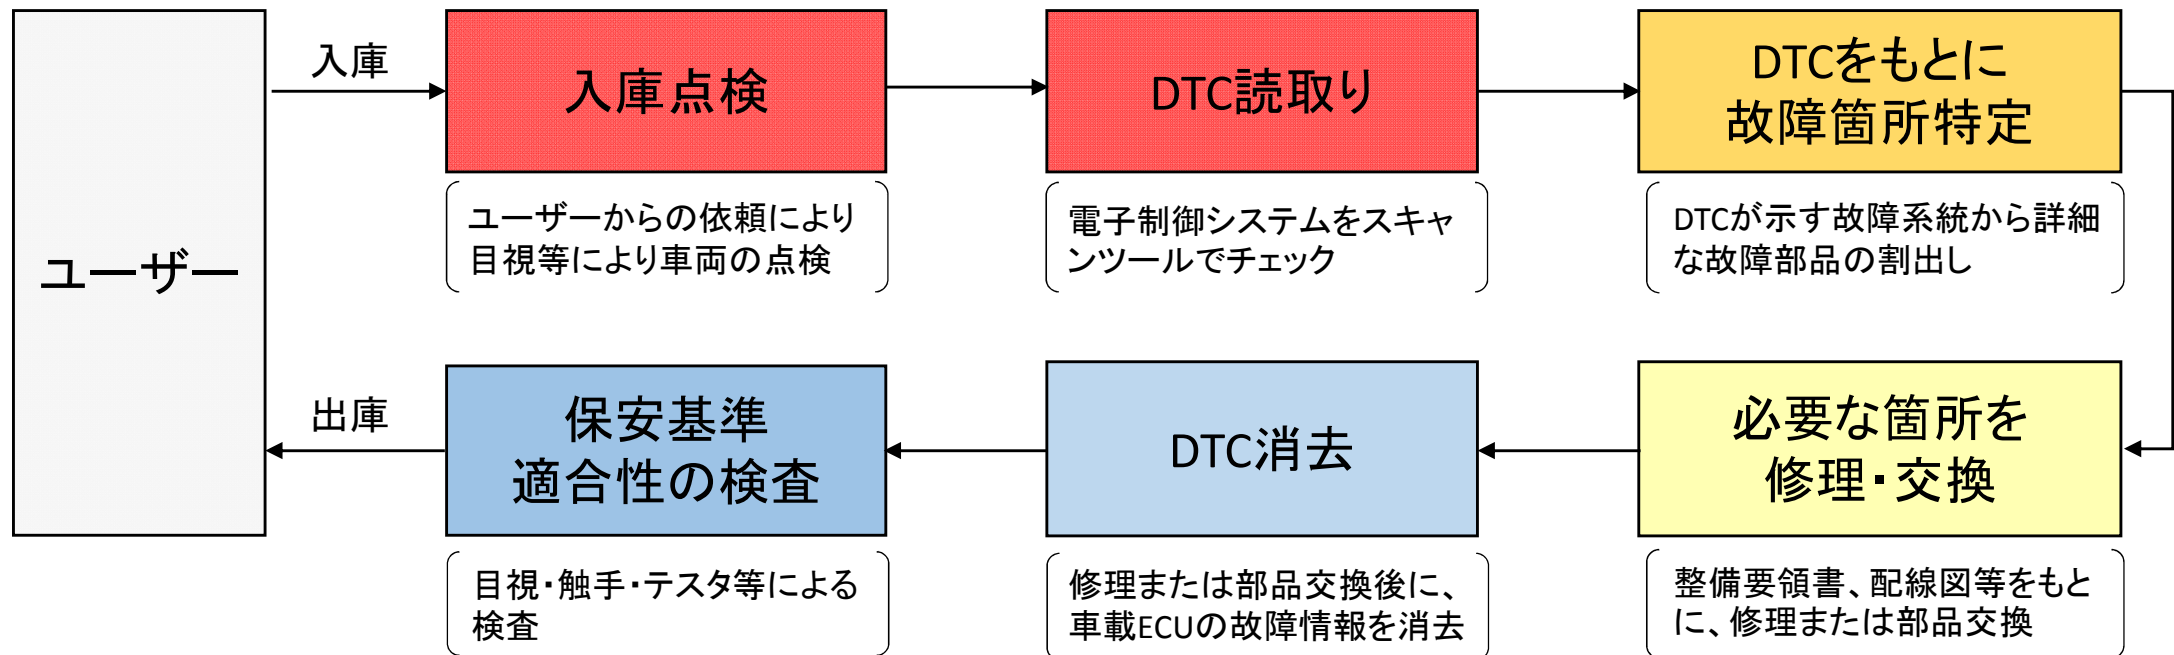 ユーザー
入庫
入庫点検
ユーザーからの依頼により
目視等により車両の点検
DTC読取り
電子制御システムをスキャ
ンツールでチェック
DTCをもとに
故障箇所特定
DTCが示す故障系統から詳細
な故障部品の割出し
必要な箇所を
修理・交換
整備要領書、配線図等をもと
に、修理または部品交換
DTC消去
修理または部品交換後に、
車載ECUの故障情報を消去
保安基準
適合性の検査
目視・触手・テスタ等による
検査
出庫